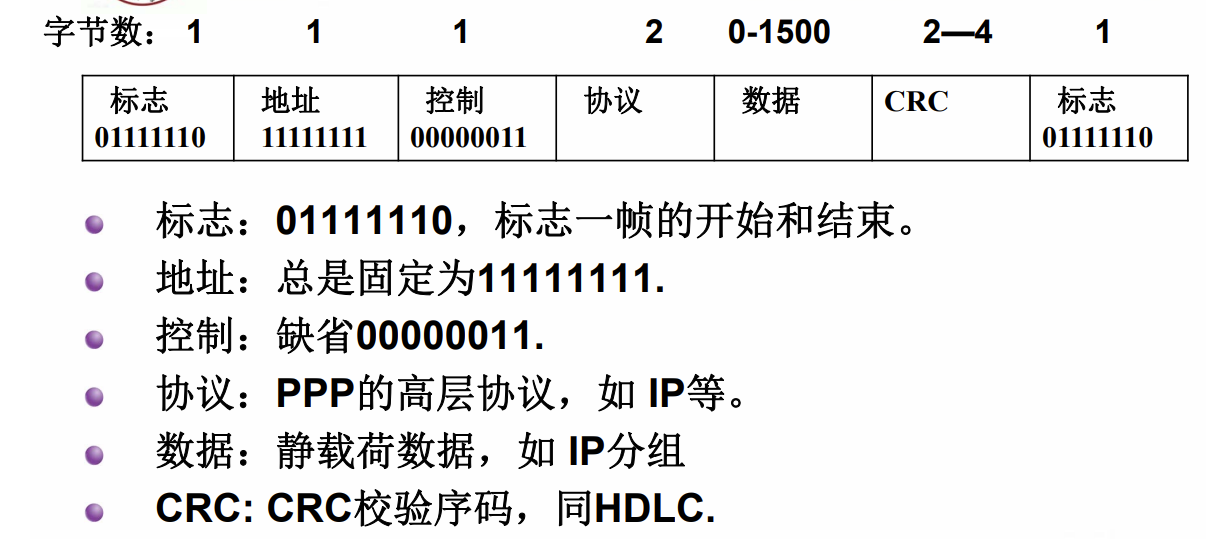 字节数： 1 1 1 2 0-1500 2—4 1
标志 地址 控制 协议 数据 CRC 标志
01111110 11111111 00000011 01111110
标志：01111110，标志一帧的开始和结束。
地址：总是固定为11111111.
控制：缺省00000011.
协议：PPP的高层协议，如 IP等。
数据：静载荷数据，如 IP分组
CRC: CRC校验序码，同HDLC.